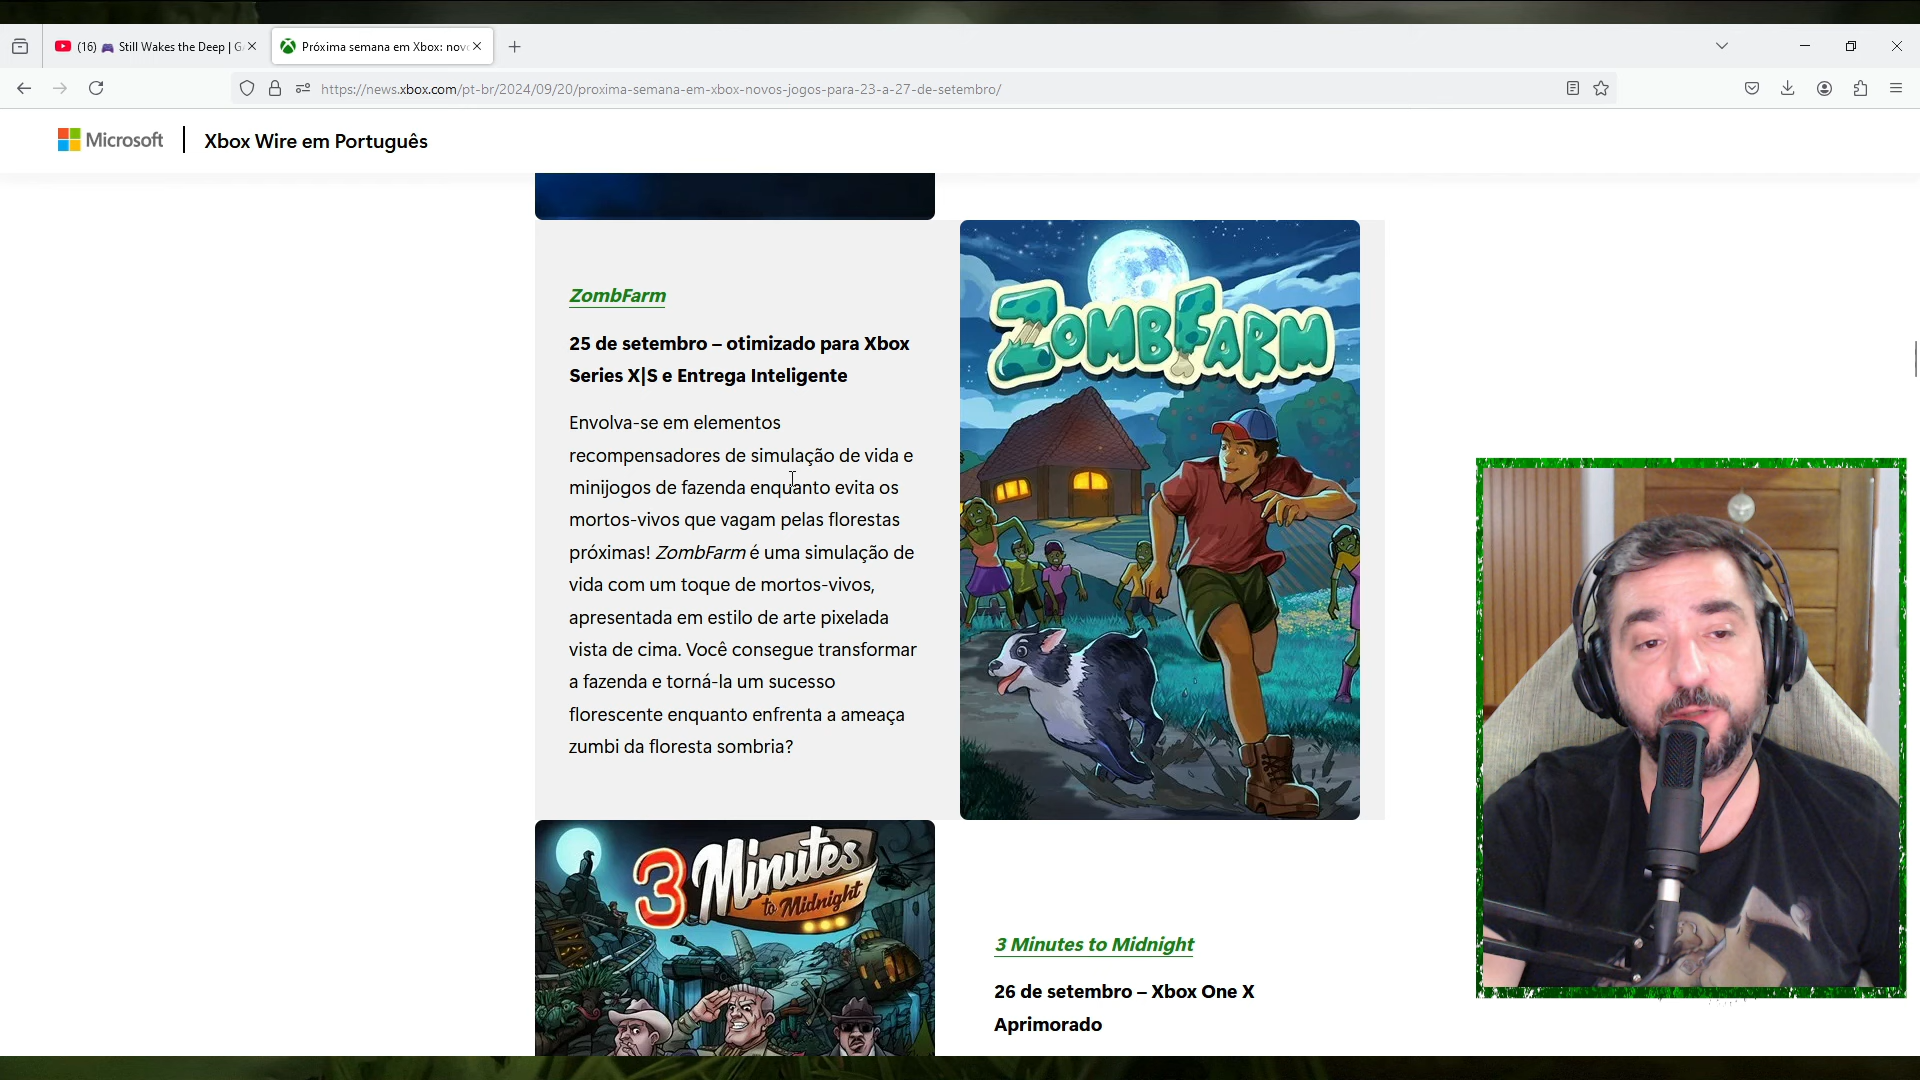 (16) 🎮 Still Wakes the Deep | G
Próxima semana em Xbox: nov
https://news.xbox.com/pt-br/2024/09/20/proxima-semana-em-xbox-novos-jogos-para-23-a-27-de-setembro/
Microsoft
Xbox Wire em Português
ZombFarm
25 de setembro – otimizado para Xbox
Series X|S e Entrega Inteligente
Envolva-se em elementos
recompensadores de simulação de vida e
minijogos de fazenda enquanto evita os
mortos-vivos que vagam pelas florestas
próximas! ZombFarm é uma simulação de
vida com um toque de mortos-vivos,
apresentada em estilo de arte pixelada
vista de cima. Você consegue transformar
a fazenda e torná-la um sucesso
florescente enquanto enfrenta a ameaça
zumbi da floresta sombria?
ZOMBFARM
3 Minutes
to Midnight
3 Minutes to Midnight
26 de setembro – Xbox One X
Aprimorado